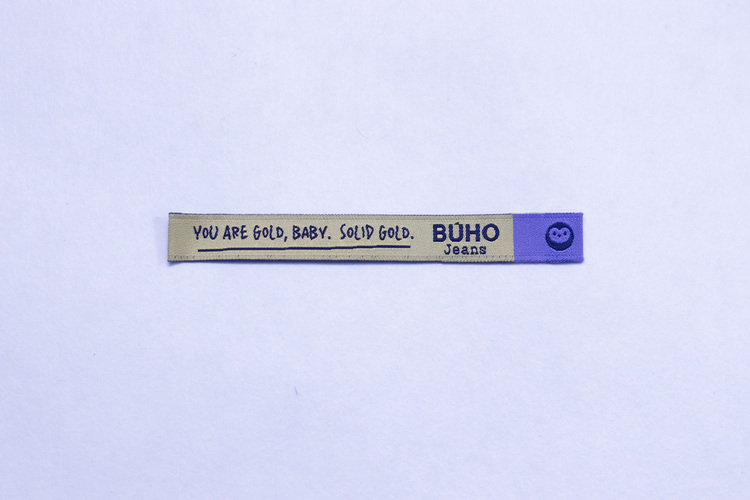 YOU ARE GOLD, BABY. SOLID GOLD.
BÚHO
Jeans